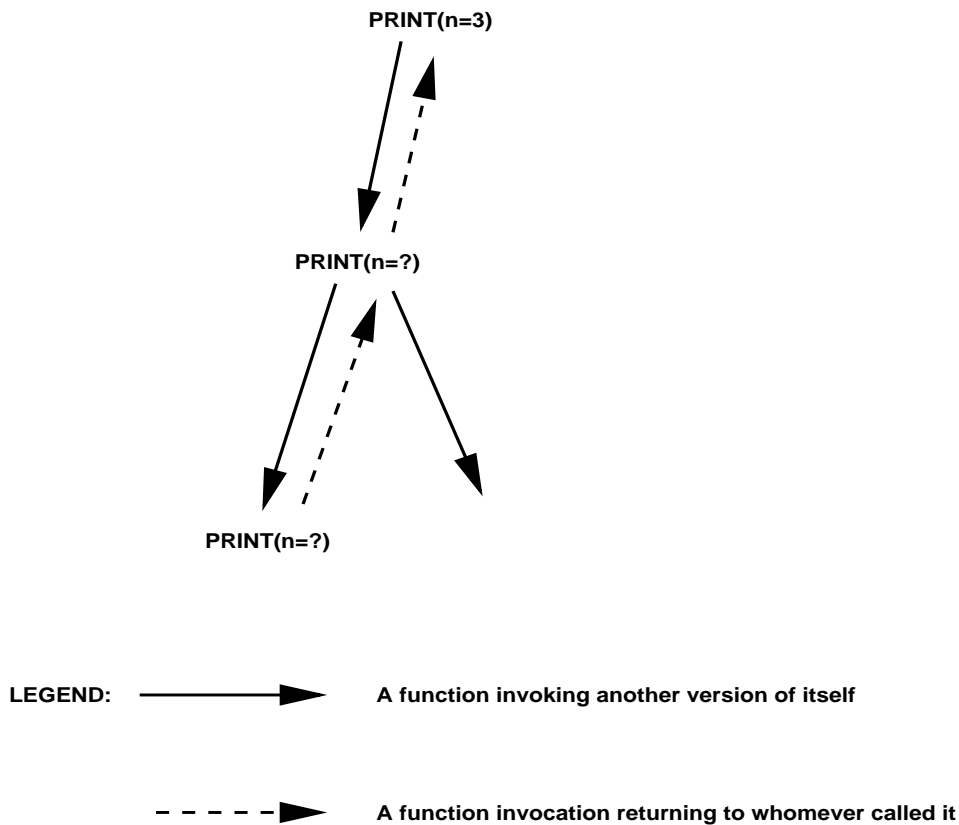 PRINT(n=3)
PRINT(n=?)
PRINT(n=?)
LEGEND:
A function invoking another version of itself
A function invocation returning to whomever called it